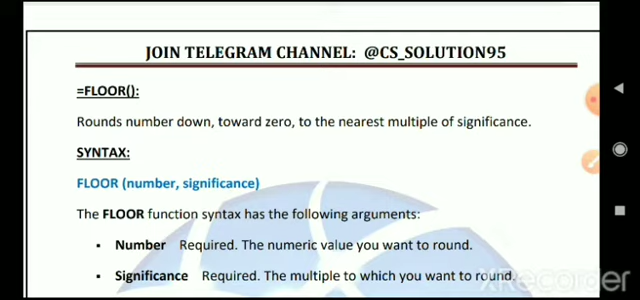 JOIN TELEGRAM CHANNEL: @CS_SOLUTION95
=FLOOR():
Rounds number down, toward zero, to the nearest multiple of significance.
SYNTAX:
FLOOR (number, significance)
The FLOOR function syntax has the following arguments:
▪ Number Required. The numeric value you want to round.
▪ Significance Required. The multiple to which you want to round.
XRecorder